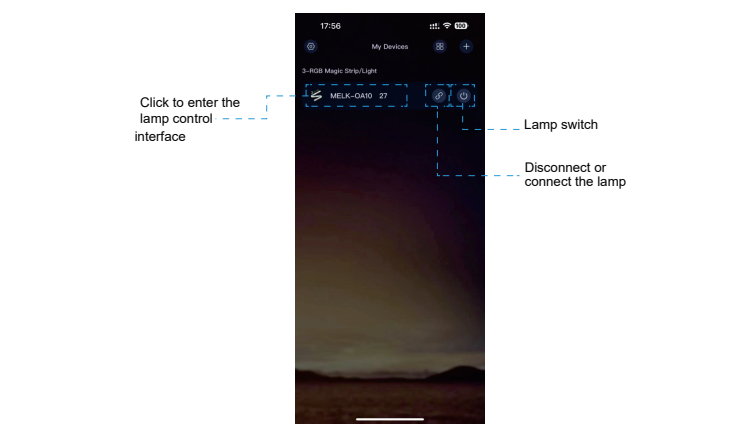 17:56
100
My Devices
3-RGB Magic Strip/Light
MELK-OA10 27
Click to enter the
lamp control
interface
Lamp switch
Disconnect or
connect the lamp